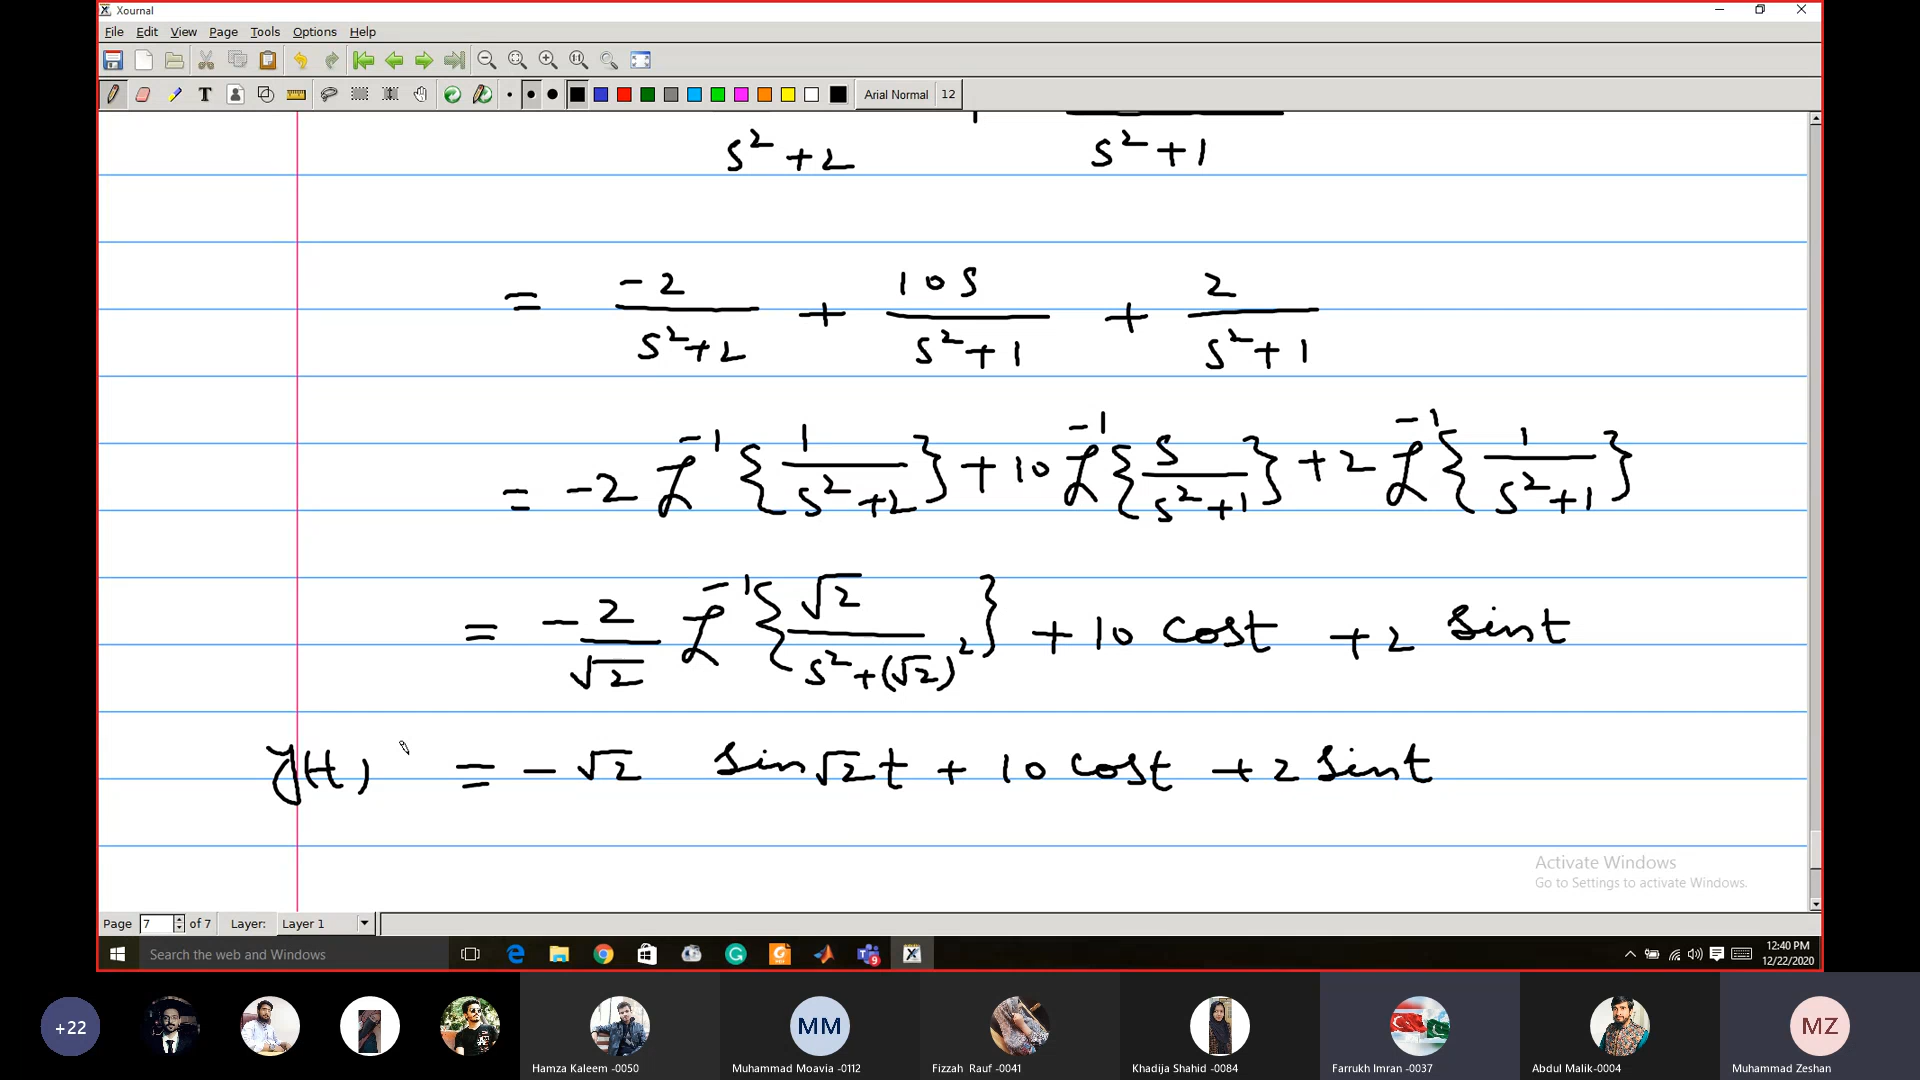 Xournal
File Edit View Page Tools Options Help
T Arial Normal 12
s²+2 s²+1
= -2/(s²+2) + 10s/(s²+1) + 2/(s²+1)
= -2 ℒ⁻¹{1/(s²+2)} + 10 ℒ⁻¹{s/(s²+1)} + 2 ℒ⁻¹{1/(s²+1)}
= -2/√2 ℒ⁻¹{√2/(s²+(√2)²)} + 10 cost + 2 sint
y(t) = -√2 sin√2t + 10 cost + 2 sint
Activate Windows
Go to Settings to activate Windows.
Page 7 of 7 Layer: Layer 1
Search the web and Windows
9
12:40 PM
12/22/2020
+22 MM MZ
Hamza Kaleem -0050 Muhammad Moavia -0112 Fizzah Rauf -0041 Khadija Shahid -0084 Farrukh Imran -0037 Abdul Malik-0004 Muhammad Zeshan